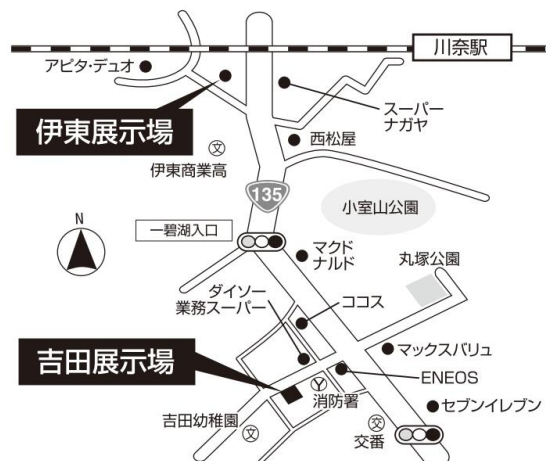 川奈駅
アピタ・デュオ
伊東展示場
スーパー
ナガヤ
西松屋
文
伊東商業高
135
小室山公園
N
一碧湖入口
マクド
ナルド
丸塚公園
ダイソー
業務スーパー
ココス
吉田展示場
マックスバリュ
ENEOS
Y
消防署
セブンイレブン
吉田幼稚園
文
交
交番